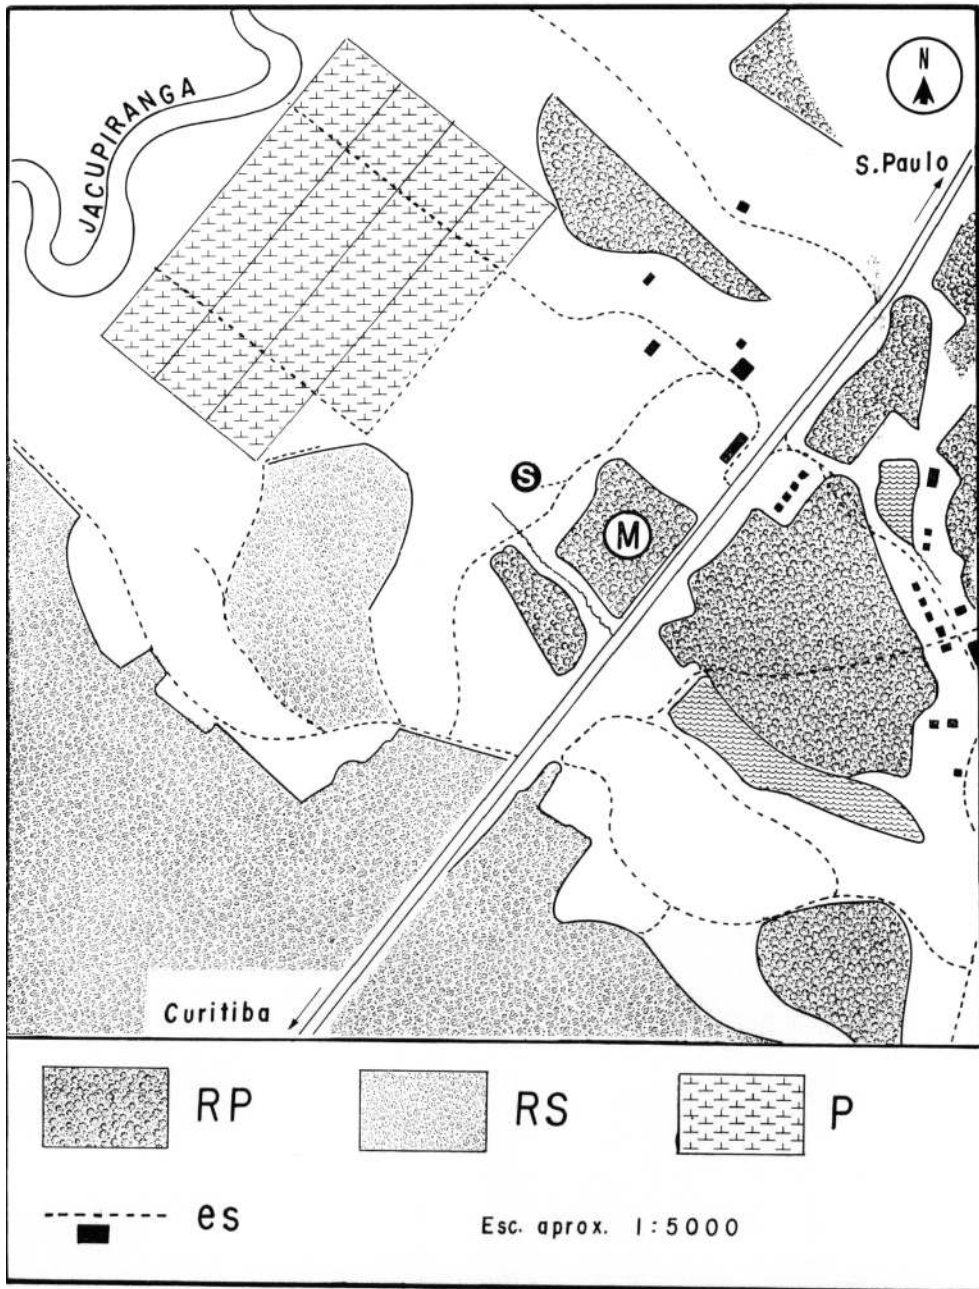 N
JACUPIRANGA
S.Paulo
S
M
Curitiba
RP
RS
P
es
Esc. aprox. 1:5000